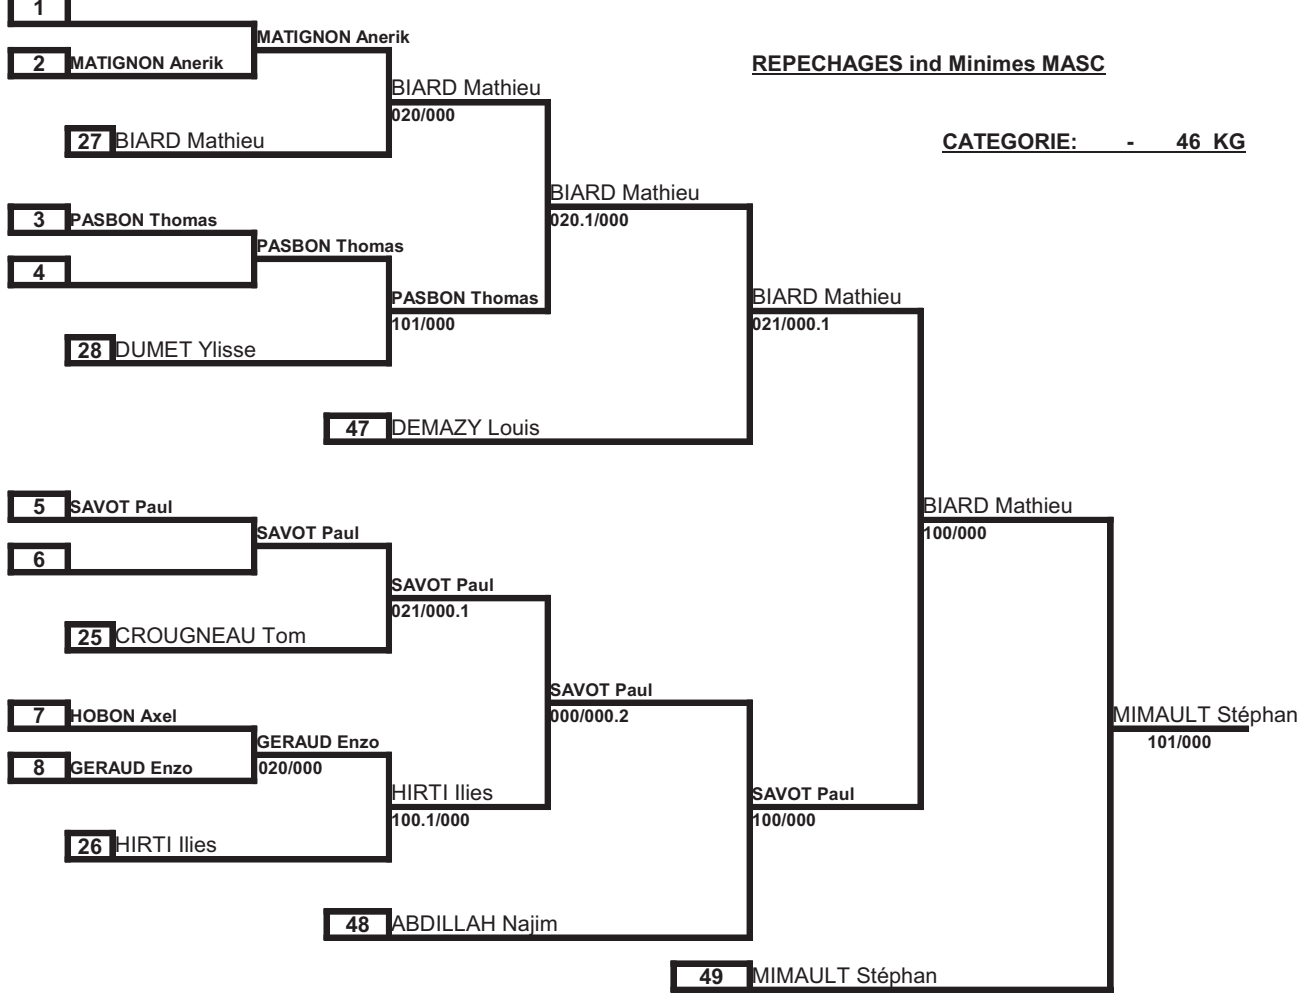 1
MATIGNON Anerik
2 MATIGNON Anerik
REPECHAGES ind Minimes MASC
BIARD Mathieu
020/000
27 BIARD Mathieu
CATEGORIE: - 46 KG
BIARD Mathieu
020.1/000
3 PASBON Thomas
PASBON Thomas
4
PASBON Thomas
101/000
BIARD Mathieu
021/000.1
28 DUMET Ylisse
47 DEMAZY Louis
5 SAVOT Paul
SAVOT Paul
6
BIARD Mathieu
100/000
SAVOT Paul
021/000.1
25 CROUGNEAU Tom
SAVOT Paul
000/000.2
7 HOBON Axel
GERAUD Enzo
020/000
8 GERAUD Enzo
MIMAULT Stéphan
101/000
HIRTI Ilies
100.1/000
SAVOT Paul
100/000
26 HIRTI Ilies
48 ABDILLAH Najim
49 MIMAULT Stéphan